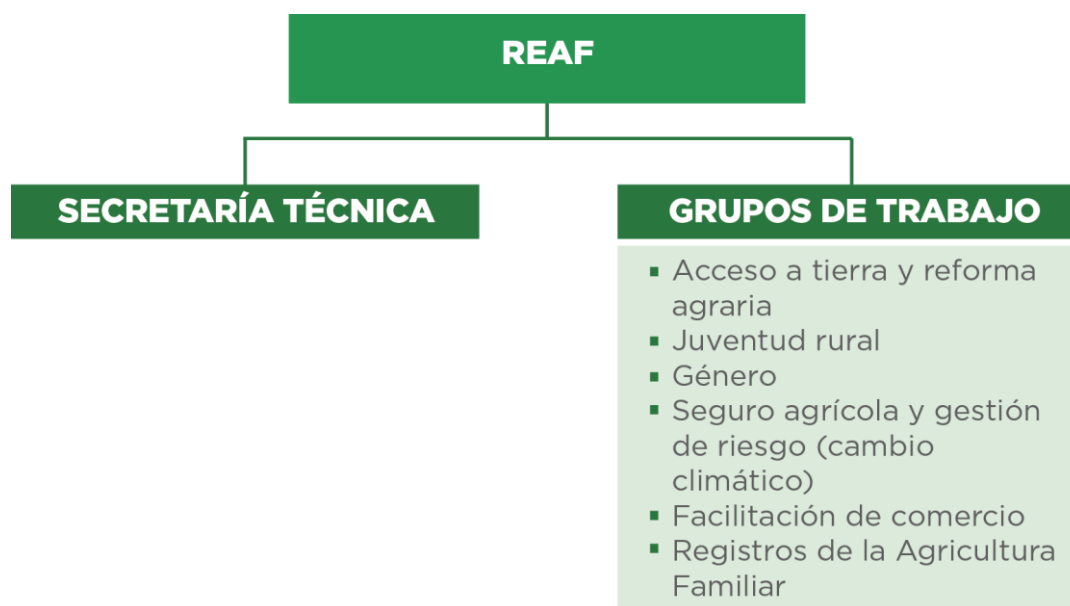 REAF
SECRETARÍA TÉCNICA
GRUPOS DE TRABAJO
▪ Acceso a tierra y reforma
agraria
▪ Juventud rural
▪ Género
▪ Seguro agrícola y gestión
de riesgo (cambio
climático)
▪ Facilitación de comercio
▪ Registros de la Agricultura
Familiar